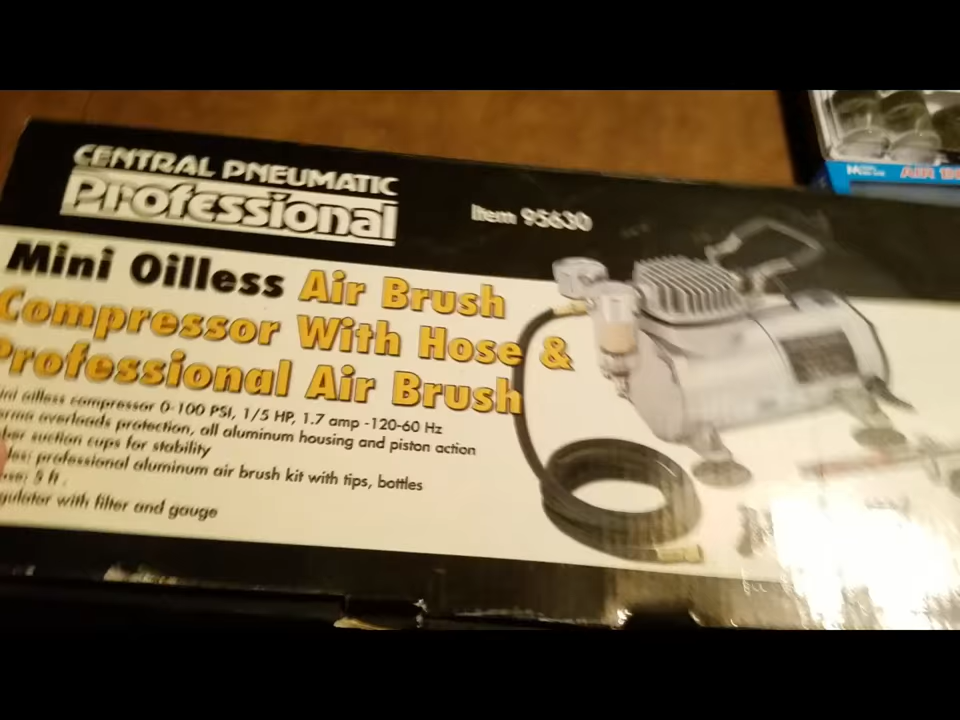 CENTRAL PNEUMATIC
Professional
Item 95630
Mini Oilless Air Brush
Compressor With Hose &
Professional Air Brush
oilless compressor 0-100 PSI, 1/5 HP, 1.7 amp -120-60 Hz
overloads protection, all aluminum housing and piston action
suction cups for stability
professional aluminum air brush kit with tips, bottles
5 ft.
with filter and gauge
AIR